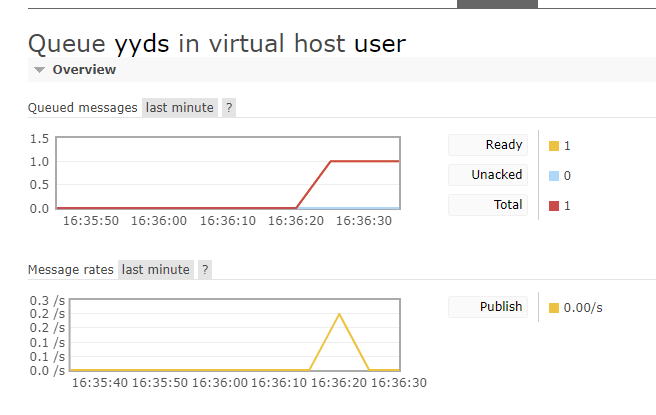 Queue yyds in virtual host user
Overview
Queued messages last minute ?
1.5
1.0
0.5
0.0
16:35:50 16:36:00 16:36:10 16:36:20 16:36:30
Ready 1
Unacked 0
Total 1
Message rates last minute ?
0.3 /s
0.2 /s
0.2 /s
0.1 /s
0.1 /s
0.0 /s
16:35:40 16:35:50 16:36:00 16:36:10 16:36:20 16:36:30
Publish 0.00/s